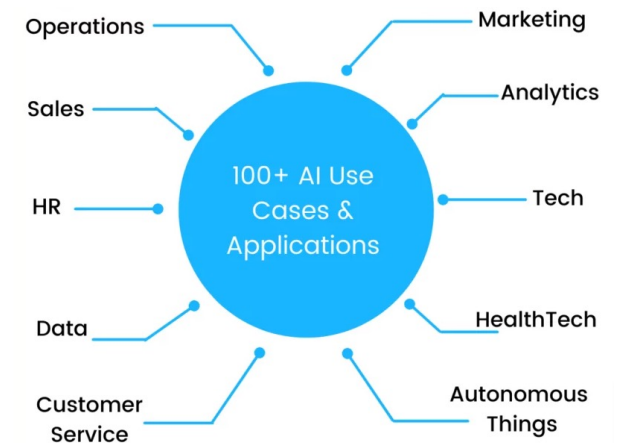 Operations
Marketing
Sales
Analytics
100+ AI Use
Cases &
Applications
HR
Tech
Data
HealthTech
Customer
Service
Autonomous
Things